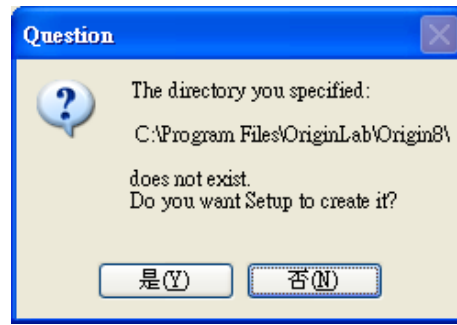 Question
The directory you specified:
C:\Program Files\OriginLab\Origin8\
does not exist.
Do you want Setup to create it?
是(Y) 否(N)